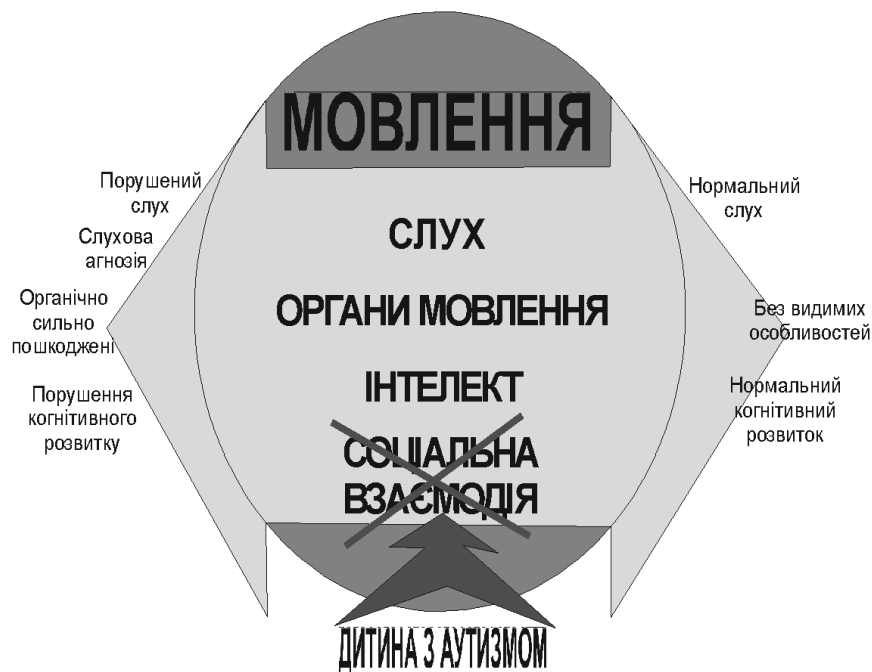 МОВЛЕННЯ
Порушений
слух
Слухова
агнозія
Органічно
сильно
пошкоджені
Порушення
когнітивного
розвитку
СЛУХ
ОРГАНИ МОВЛЕННЯ
ІНТЕЛЕКТ
СОЦІАЛЬНА
ВЗАЄМОДІЯ
Нормальний
слух
Без видимих
особливостей
Нормальний
когнітивний
розвиток
ДИТИНА З АУТИЗМОМ